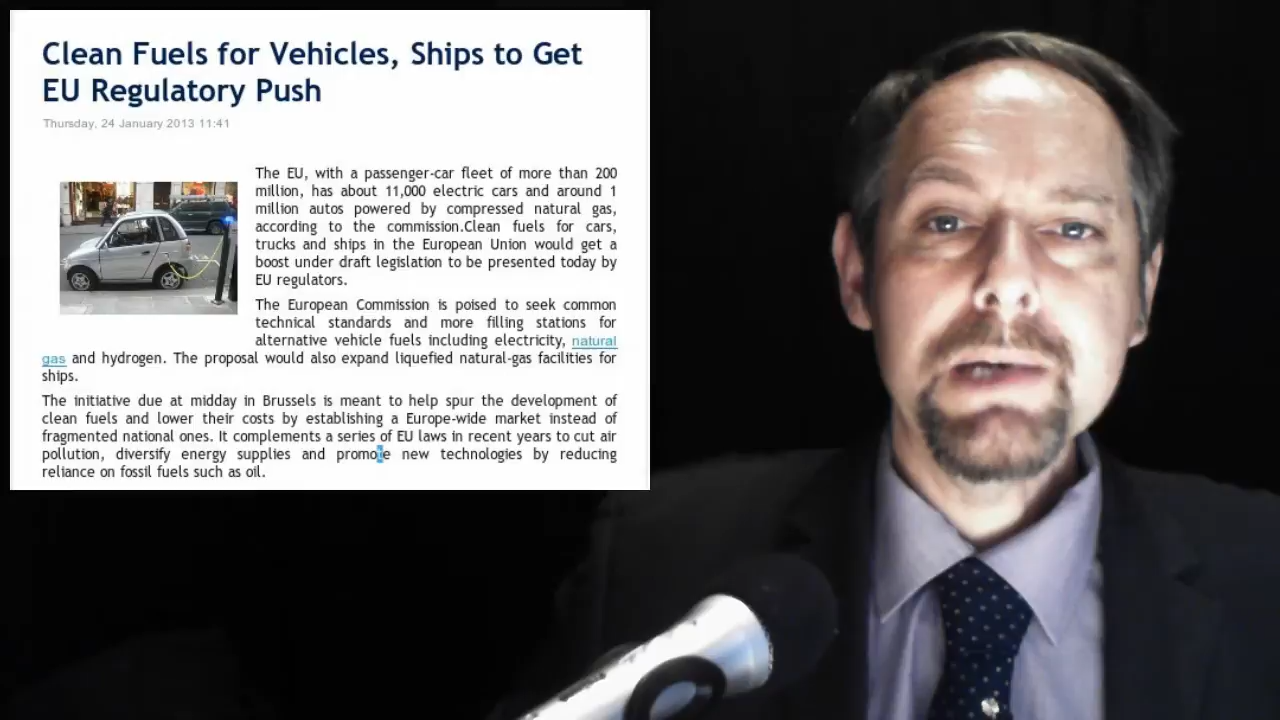 Clean Fuels for Vehicles, Ships to Get
EU Regulatory Push
Thursday, 24 January 2013 11:41
The EU, with a passenger-car fleet of more than 200
million, has about 11,000 electric cars and around 1
million autos powered by compressed natural gas,
according to the commission.Clean fuels for cars,
trucks and ships in the European Union would get a
boost under draft legislation to be presented today by
EU regulators.
The European Commission is poised to seek common
technical standards and more filling stations for
alternative vehicle fuels including electricity, natural
gas and hydrogen. The proposal would also expand liquefied natural-gas facilities for
ships.
The initiative due at midday in Brussels is meant to help spur the development of
clean fuels and lower their costs by establishing a Europe-wide market instead of
fragmented national ones. It complements a series of EU laws in recent years to cut air
pollution, diversify energy supplies and promote new technologies by reducing
reliance on fossil fuels such as oil.